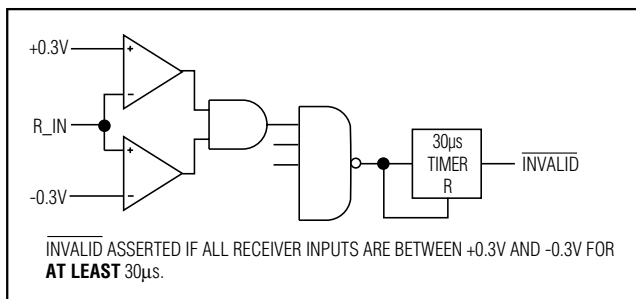 +0.3V
+
-
R_IN
+
-
-0.3V
30µs
TIMER
R
INVALID
INVALID ASSERTED IF ALL RECEIVER INPUTS ARE BETWEEN +0.3V AND -0.3V FOR
AT LEAST 30µs.